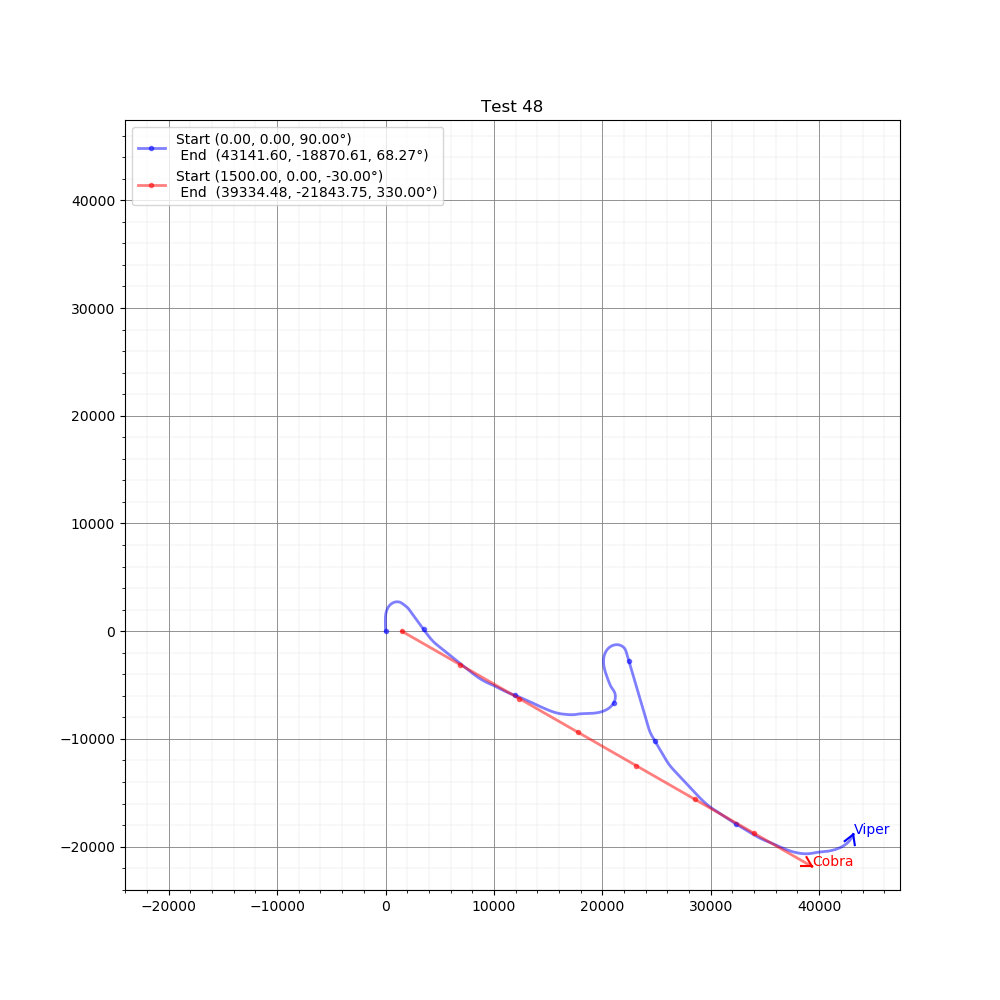 Test 48
Start (0.00, 0.00, 90.00°)
End  (43141.60, -18870.61, 68.27°)
Start (1500.00, 0.00, -30.00°)
End  (39334.48, -21843.75, 330.00°)
40000
30000
20000
10000
0
−10000
−20000
Viper
Cobra
−20000 −10000 0 10000 20000 30000 40000